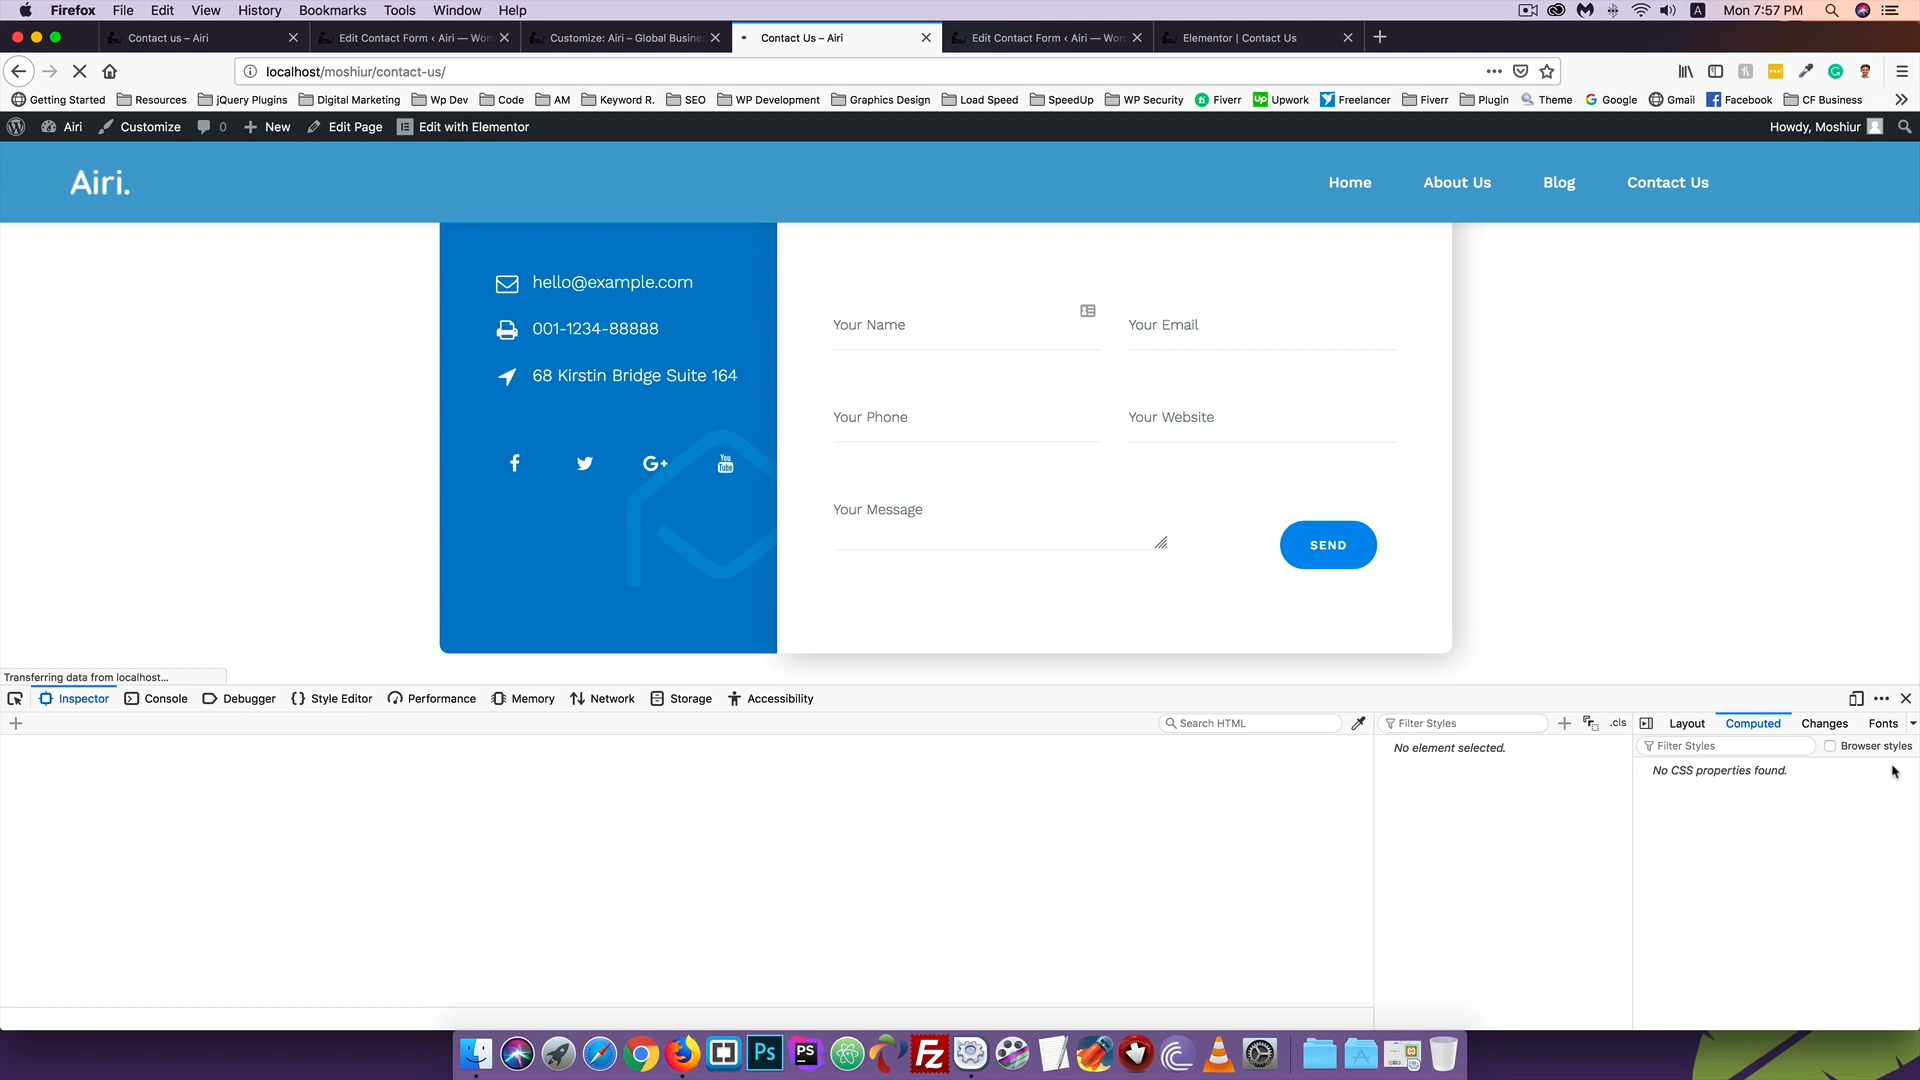 Firefox File Edit View History Bookmarks Tools Window Help
A Mon 7:57 PM
Contact us – Airi
Edit Contact Form ‹ Airi — Wor
Customize: Airi – Global Busine
Contact Us – Airi
Edit Contact Form ‹ Airi — Wor
Elementor | Contact Us
localhost/moshiur/contact-us/
Getting Started Resources jQuery Plugins Digital Marketing Wp Dev Code AM Keyword R. SEO WP Development Graphics Design Load Speed SpeedUp WP Security Fiverr Upwork Freelancer Fiverr Plugin Theme Google Gmail Facebook CF Business
Airi Customize 0 New Edit Page Edit with Elementor Howdy, Moshiur
Airi. Home About Us Blog Contact Us
hello@example.com
001-1234-88888
68 Kirstin Bridge Suite 164
You
Tube
Your Name Your Email
Your Phone Your Website
Your Message
SEND
Transferring data from localhost...
Inspector Console Debugger Style Editor Performance Memory Network Storage Accessibility
Search HTML Filter Styles .cls Layout Computed Changes Fonts
No element selected. Filter Styles Browser styles
No CSS properties found.
Ps PS FZ